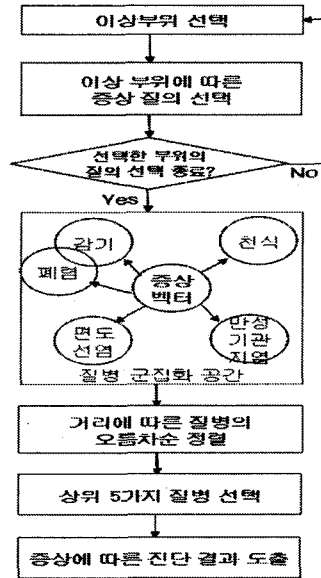 이상부위 선택
이상 부위에 따른
증상 질의 선택
선택한 부위의
질의 선택 종료?
No
Yes
감기
천식
폐렴
증상
벡터
편도
선염
만성
기관
지염
질병 군집화 공간
거리에 따른 질병의
오름차순 정렬
상위 5가지 질병 선택
증상에 따른 진단 결과 도출